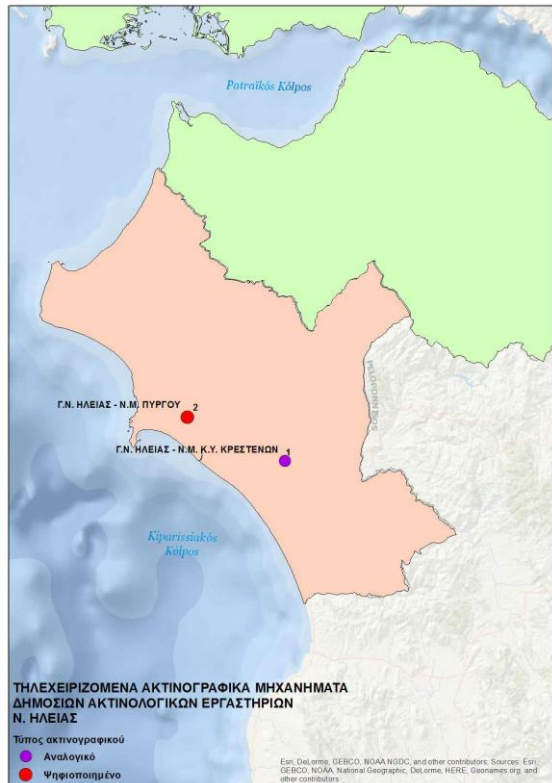 Patraïkós Kólpos
PELOPONNISOS
Γ.Ν. ΗΛΕΙΑΣ - Ν.Μ. ΠΥΡΓΟΥ 2
Γ.Ν. ΗΛΕΙΑΣ - Ν.Μ. Κ.Υ. ΚΡΕΣΤΕΝΩΝ 1
Kiparissiakós
Kólpos
ΤΗΛΕΧΕΙΡΙΖΟΜΕΝΑ ΑΚΤΙΝΟΓΡΑΦΙΚΑ ΜΗΧΑΝΗΜΑΤΑ
ΔΗΜΟΣΙΩΝ ΑΚΤΙΝΟΛΟΓΙΚΩΝ ΕΡΓΑΣΤΗΡΙΩΝ
Ν. ΗΛΕΙΑΣ
Τύπος ακτινογραφικού
Αναλογικό
Ψηφιοποιημένο
Esri, DeLorme, GEBCO, NOAA NGDC, and other contributors; Sources: Esri,
GEBCO, NOAA, National Geographic, DeLorme, HERE, Geonames.org, and
other contributors